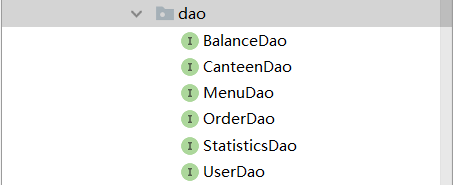 dao
I BalanceDao
I CanteenDao
I MenuDao
I OrderDao
I StatisticsDao
I UserDao